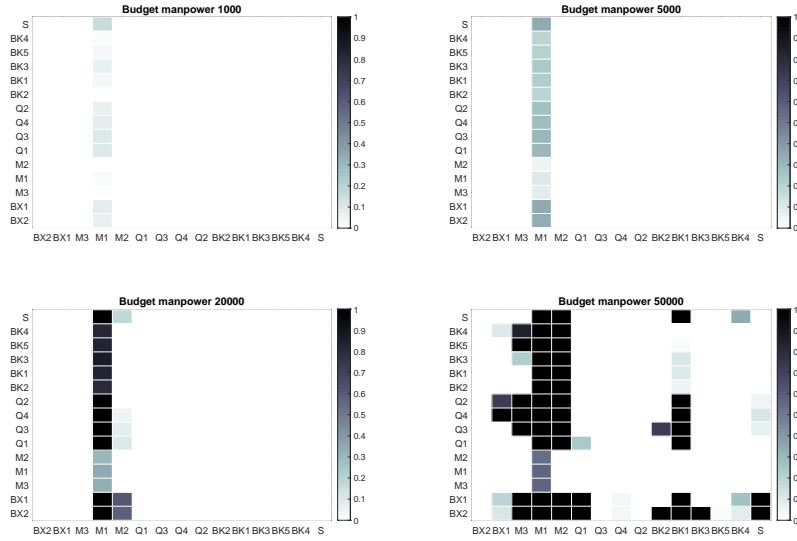 Budget manpower 1000
S
BK4
BK5
BK3
BK1
BK2
Q2
Q4
Q3
Q1
M2
M1
M3
BX1
BX2
BX2 BX1 M3 M1 M2 Q1 Q3 Q4 Q2 BK2 BK1 BK3 BK5 BK4 S
1
0.9
0.8
0.7
0.6
0.5
0.4
0.3
0.2
0.1
0
Budget manpower 5000
S
BK4
BK5
BK3
BK1
BK2
Q2
Q4
Q3
Q1
M2
M1
M3
BX1
BX2
BX2 BX1 M3 M1 M2 Q1 Q3 Q4 Q2 BK2 BK1 BK3 BK5 BK4 S
Budget manpower 20000
S
BK4
BK5
BK3
BK1
BK2
Q2
Q4
Q3
Q1
M2
M1
M3
BX1
BX2
BX2 BX1 M3 M1 M2 Q1 Q3 Q4 Q2 BK2 BK1 BK3 BK5 BK4 S
1
0.9
0.8
0.7
0.6
0.5
0.4
0.3
0.2
0.1
0
Budget manpower 50000
S
BK4
BK5
BK3
BK1
BK2
Q2
Q4
Q3
Q1
M2
M1
M3
BX1
BX2
BX2 BX1 M3 M1 M2 Q1 Q3 Q4 Q2 BK2 BK1 BK3 BK5 BK4 S